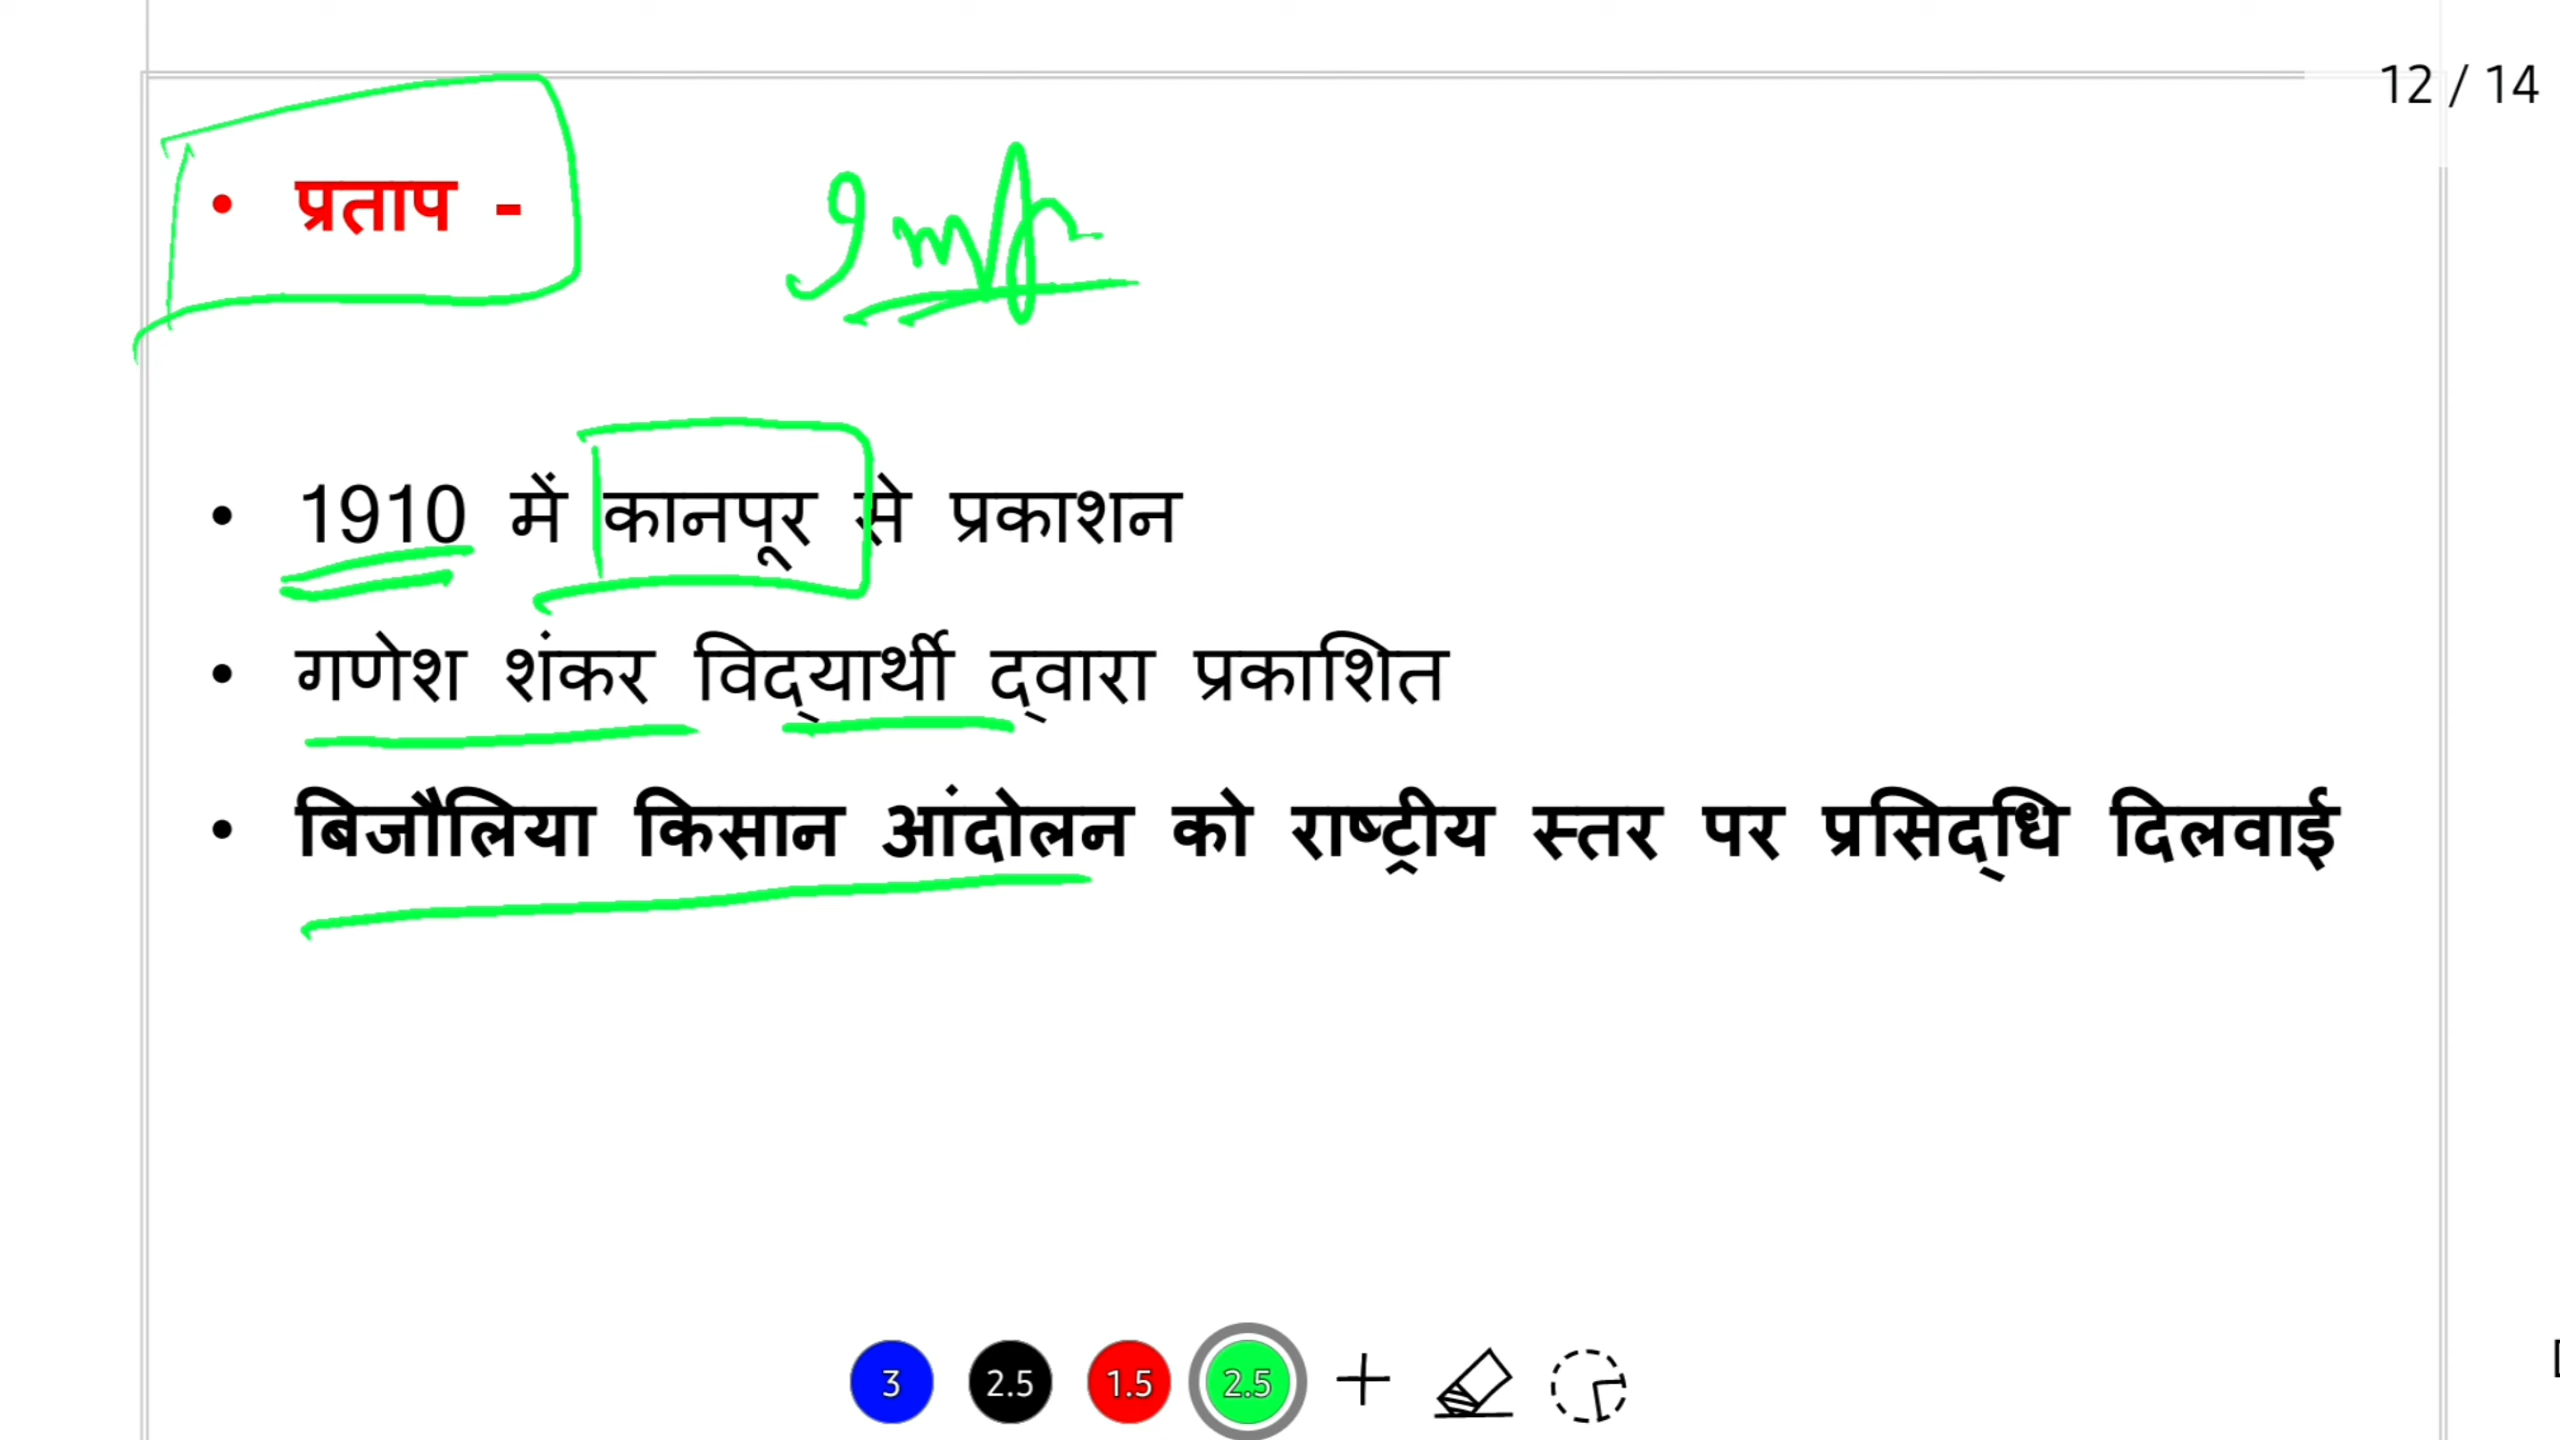 12 / 14
• प्रताप -
Imp
• 1910 में कानपूर से प्रकाशन
• गणेश शंकर विद्यार्थी द्वारा प्रकाशित
• बिजौलिया किसान आंदोलन को राष्ट्रीय स्तर पर प्रसिद्धि दिलवाई
3 2.5 1.5 2.5